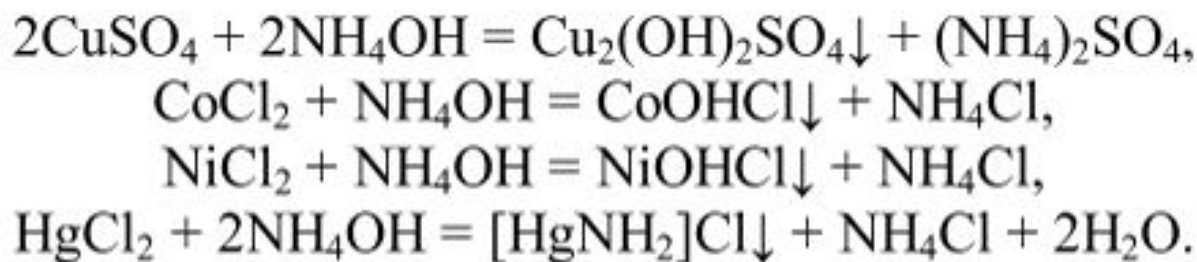 2CuSO₄ + 2NH₄OH = Cu₂(OH)₂SO₄↓ + (NH₄)₂SO₄,
CoCl₂ + NH₄OH = CoOHCl↓ + NH₄Cl,
NiCl₂ + NH₄OH = NiOHCl↓ + NH₄Cl,
HgCl₂ + 2NH₄OH = [HgNH₂]Cl↓ + NH₄Cl + 2H₂O.